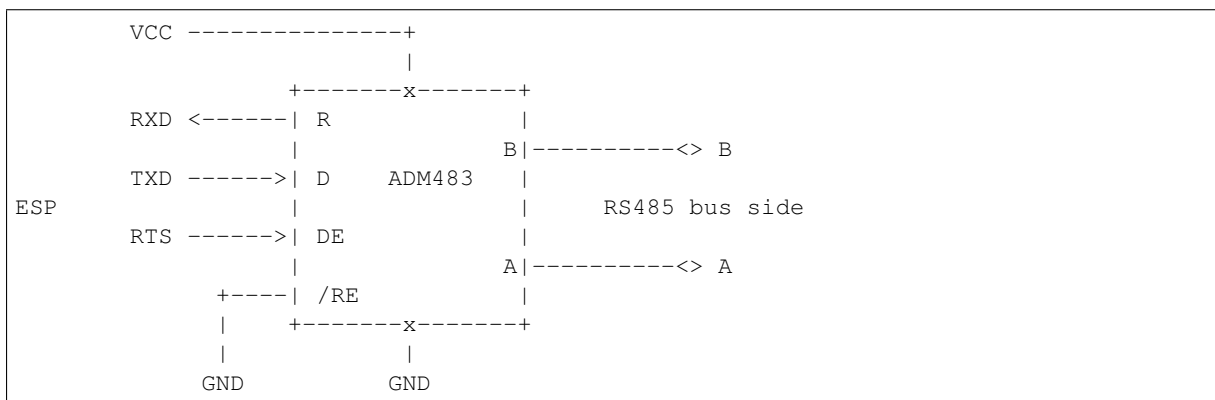 VCC ---------------+
|
+-------x-------+
RXD <------| R |
| B|----------<> B
TXD ------>| D ADM483 |
ESP | | RS485 bus side
RTS ------>| DE |
| A|----------<> A
+----| /RE |
| +-------x-------+
| |
GND GND